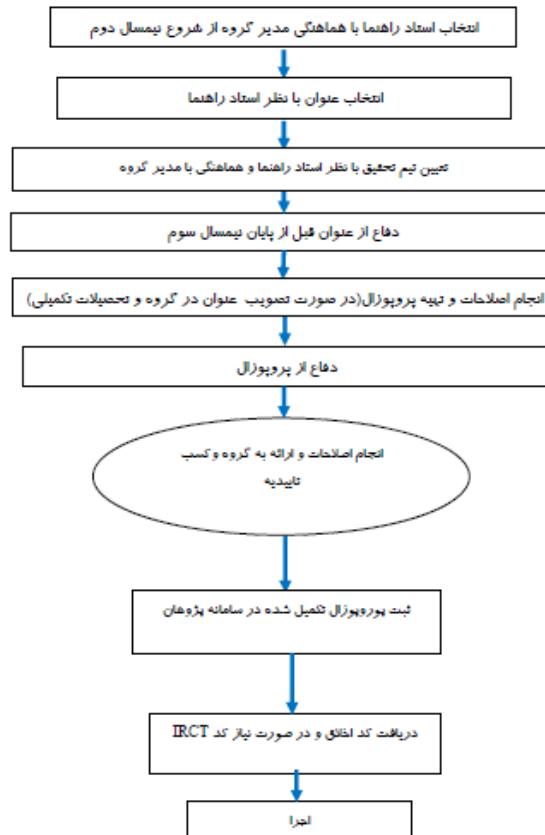 انتخاب استاد راهنما با هماهنگی مدیر گروه از شروع نیمسال دوم
انتخاب عنوان با نظر استاد راهنما
تعیین تیم تحقیق با نظر استاد راهنما و هماهنگی با مدیر گروه
دفاع از عنوان قبل از پایان نیمسال سوم
انجام اصلاحات و تهیه پروپوزال(در صورت تصویب عنوان در گروه و تحصیلات تکمیلی)
دفاع از پروپوزال
انجام اصلاحات و ارائه به گروه و کسب
تاییدیه
ثبت پوروپوزال تکمیل شده در سامانه پژوهان
دریافت کد اخلاق و در صورت نیاز کد IRCT
اجرا